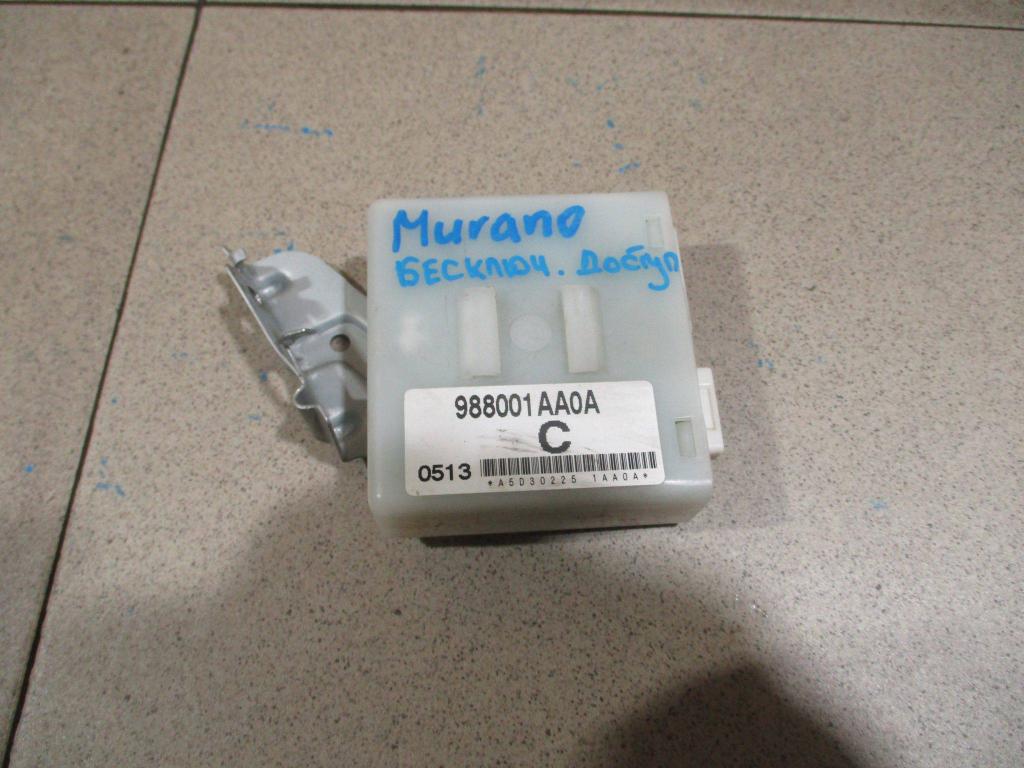 Murano
БЕСКЛЮЧ. ДОСТУП
988001AA0A
C
0513
*A5D30225 1AA0A*